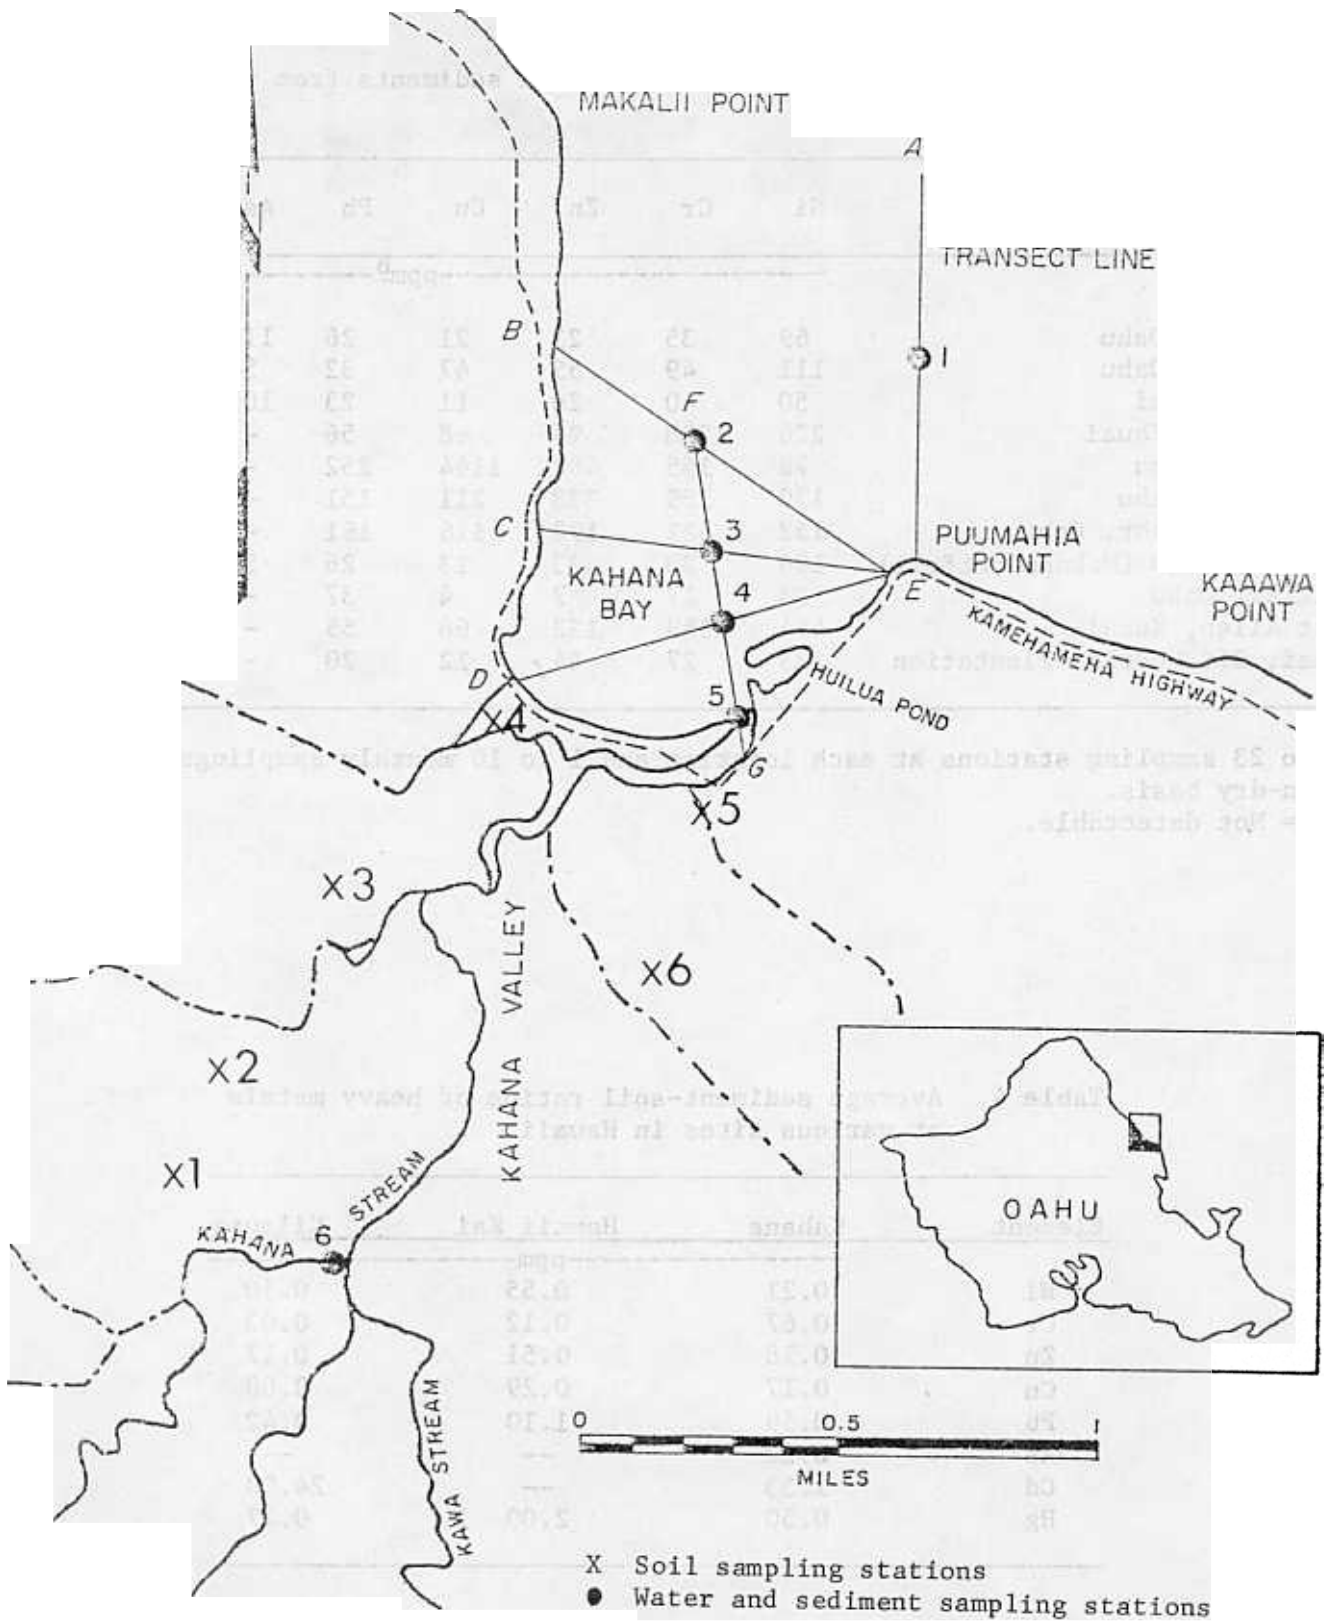 MAKALII POINT
A
TRANSECT LINE
B
1
F
2
C
3
PUUMAHIA
POINT
KAHANA
BAY
4
E
KAAAWA
POINT
KAMEHAMEHA HIGHWAY
D
HUILUA POND
X4
5
G
X5
X3
KAHANA VALLEY
X6
X2
X1
KAHANA STREAM
6
OAHU
KAWA STREAM
0 0.5 1
MILES
X Soil sampling stations
● Water and sediment sampling stations